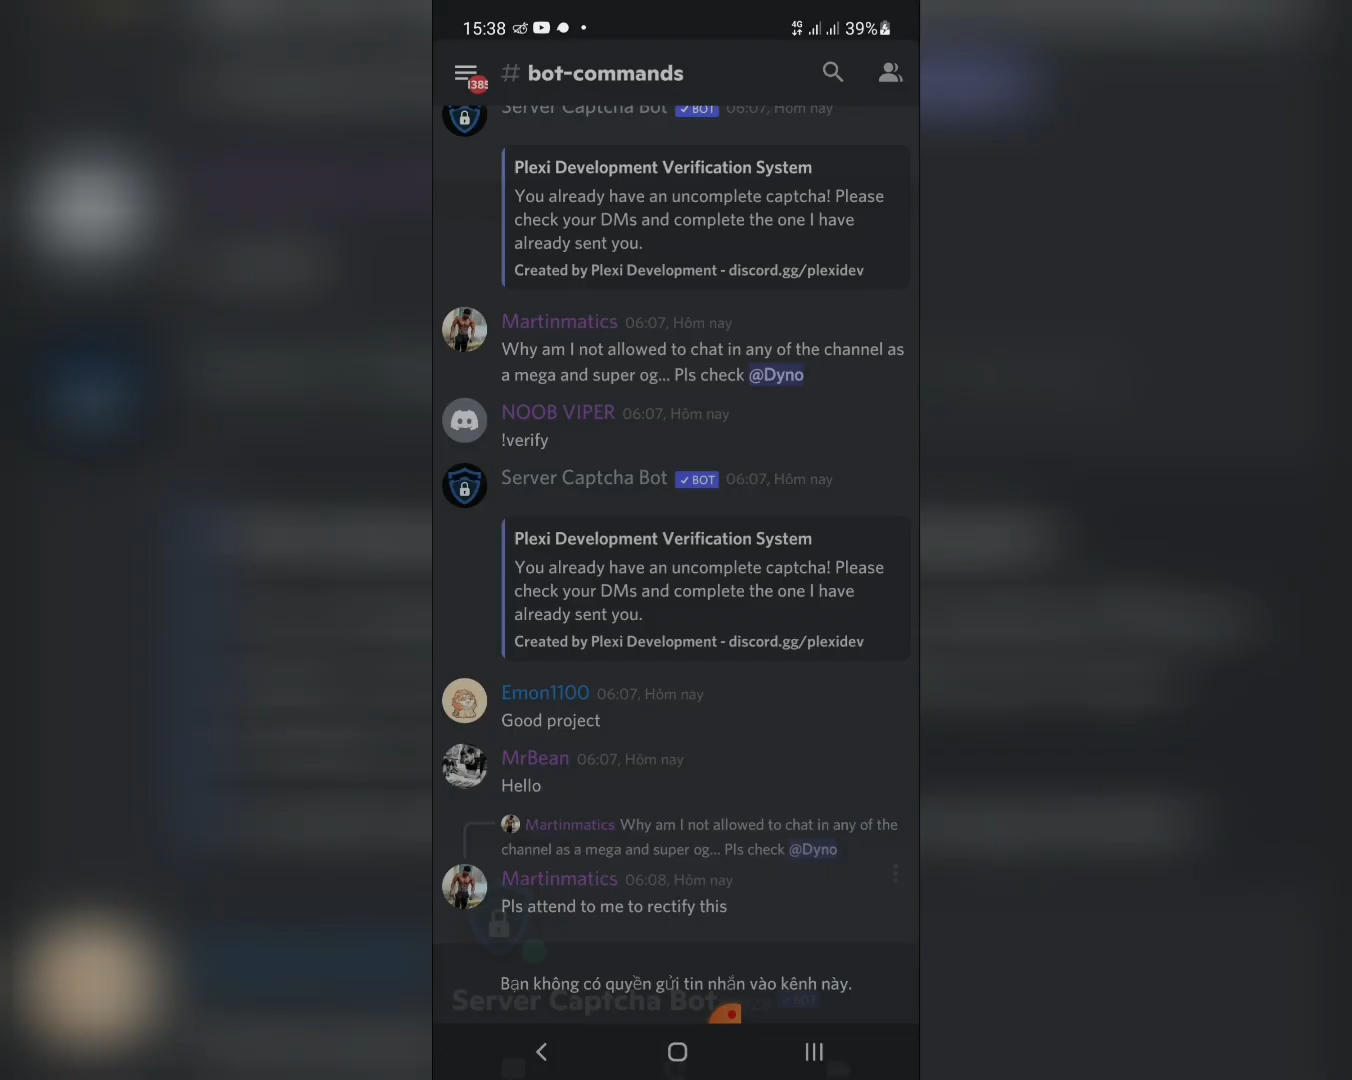 15:38
4G
39%
138
# bot-commands
Server Captcha Bot ✓ BOT 06:07, Hôm nay
Plexi Development Verification System
You already have an uncomplete captcha! Please
check your DMs and complete the one I have
already sent you.
Created by Plexi Development - discord.gg/plexidev
Martinmatics 06:07, Hôm nay
Why am I not allowed to chat in any of the channel as
a mega and super og... Pls check @Dyno
NOOB VIPER 06:07, Hôm nay
!verify
Server Captcha Bot ✓ BOT 06:07, Hôm nay
Plexi Development Verification System
You already have an uncomplete captcha! Please
check your DMs and complete the one I have
already sent you.
Created by Plexi Development - discord.gg/plexidev
Emon1100 06:07, Hôm nay
Good project
MrBean 06:07, Hôm nay
Hello
Martinmatics Why am I not allowed to chat in any of the
channel as a mega and super og... Pls check @Dyno
Martinmatics 06:08, Hôm nay
Pls attend to me to rectify this
Bạn không có quyền gửi tin nhắn vào kênh này.
Server Captcha Bot